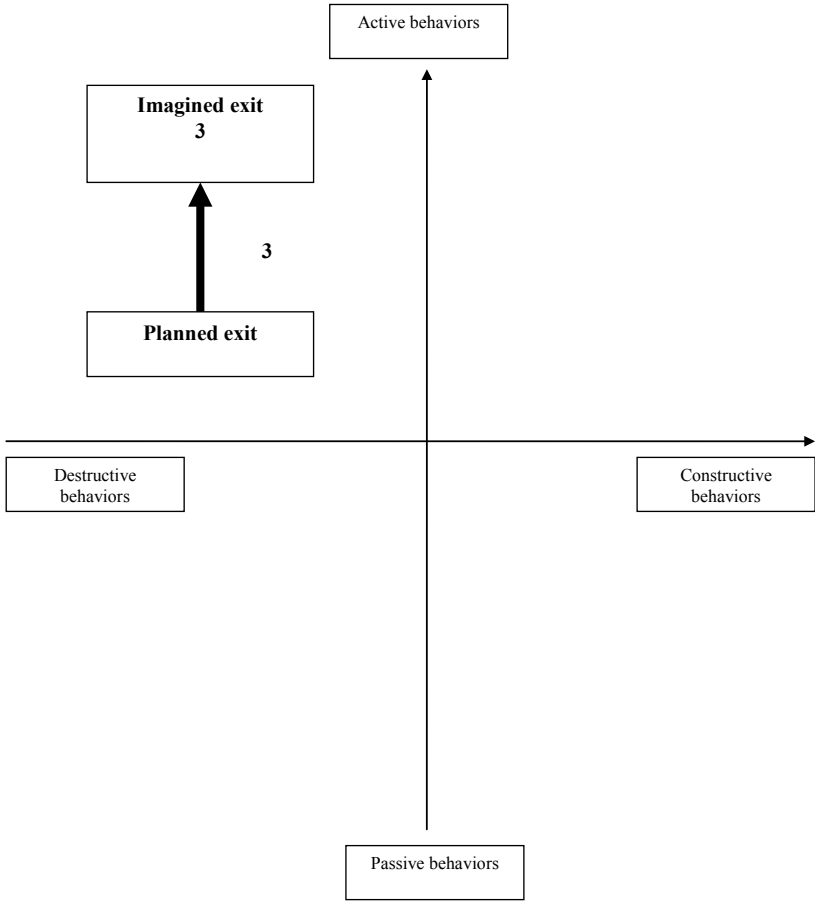 Active behaviors
Imagined exit
3
3
Planned exit
Destructive
behaviors
Constructive
behaviors
Passive behaviors